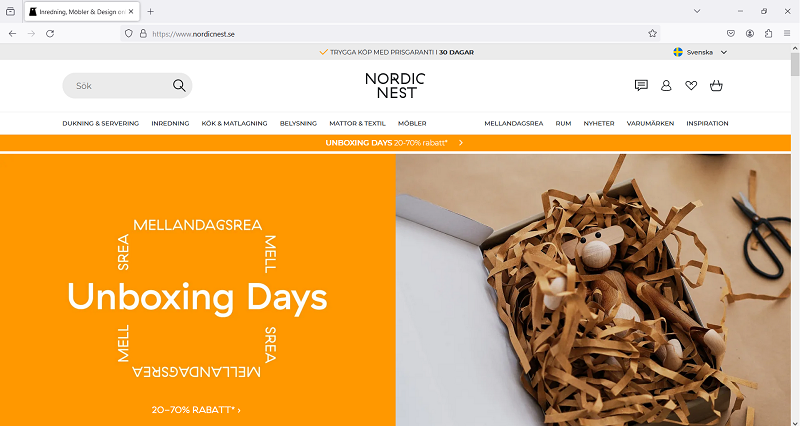 Inredning, Möbler & Design onl
https://www.nordicnest.se
TRYGGA KÖP MED PRISGARANTI I 30 DAGAR
Svenska
Sök
NORDIC
NEST
DUKNING & SERVERING INREDNING KÖK & MATLAGNING BELYSNING MATTOR & TEXTIL MÖBLER MELLANDAGSREA RUM NYHETER VARUMÄRKEN INSPIRATION
UNBOXING DAYS 20-70% rabatt*
MELLANDAGSREA
SREA
MELL
Unboxing Days
MELL
SREA
MELLANDAGSREA
20–70% RABATT* ›